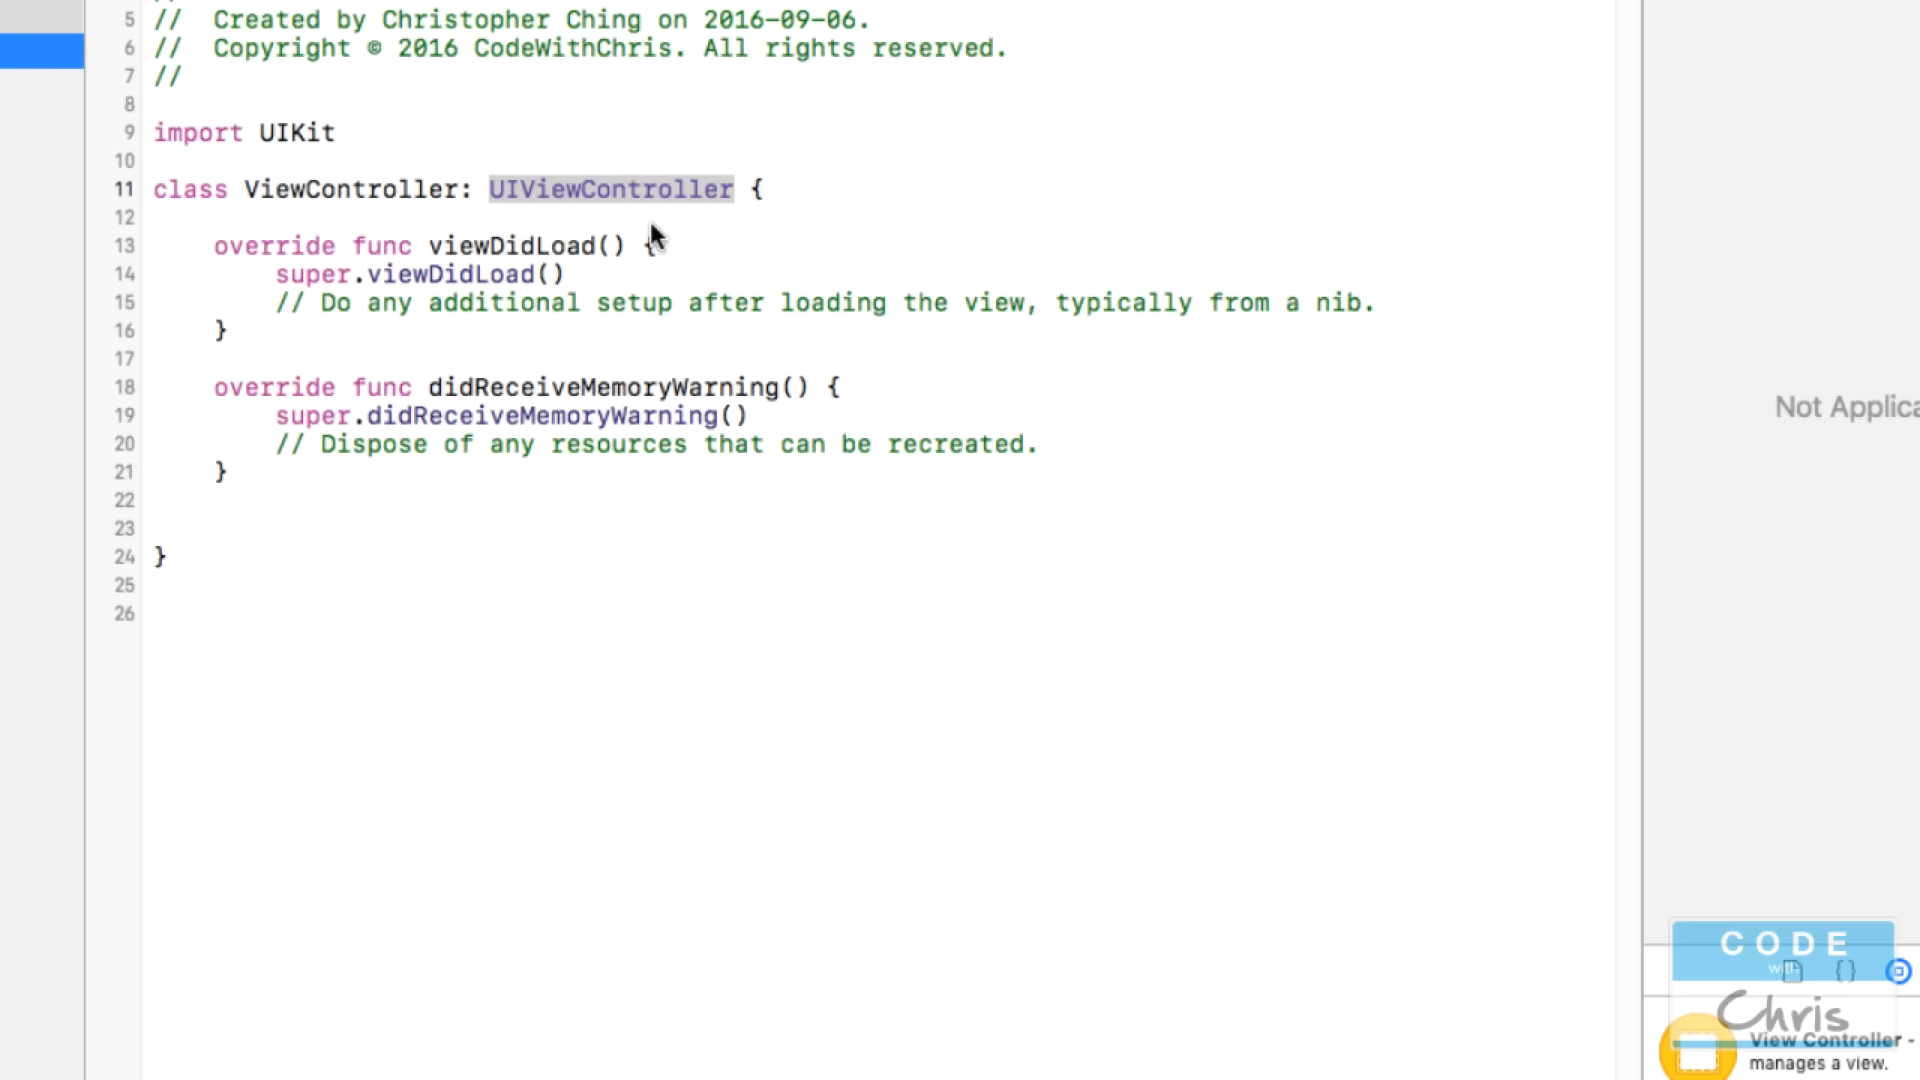 5 //  Created by Christopher Ching on 2016-09-06.
6 //  Copyright © 2016 CodeWithChris. All rights reserved.
7 //
8
9 import UIKit
10
11 class ViewController: UIViewController {
12
13     override func viewDidLoad() {
14         super.viewDidLoad()
15         // Do any additional setup after loading the view, typically from a nib.
16     }
17
18     override func didReceiveMemoryWarning() {
19         super.didReceiveMemoryWarning()
20         // Dispose of any resources that can be recreated.
21     }
22
23
24 }
25
26
Not Applica
CODE
with
{}
Chris
View Controller -
manages a view.